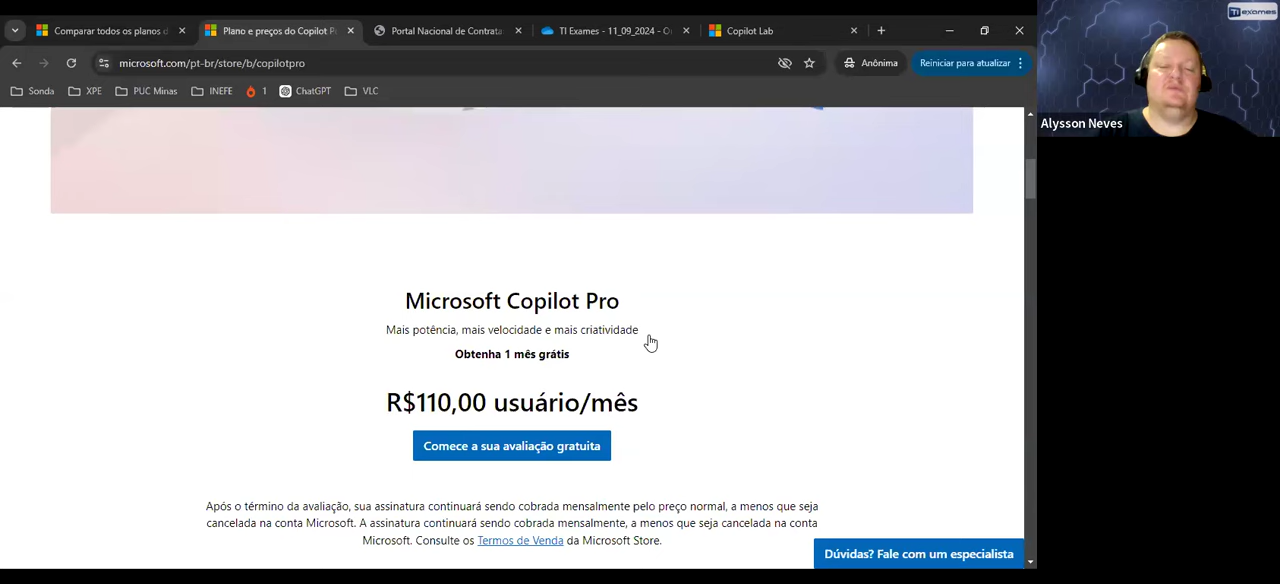 Comparar todos os planos d
Plano e preços do Copilot P
Portal Nacional de Contrata
TI Exames - 11_09_2024 - O
Copilot Lab
microsoft.com/pt-br/store/b/copilotpro
Anônima
Reiniciar para atualizar
Sonda
XPE
PUC Minas
INEFE
1
ChatGPT
VLC
TI exames
Alysson Neves
Microsoft Copilot Pro
Mais potência, mais velocidade e mais criatividade
Obtenha 1 mês grátis
R$110,00 usuário/mês
Comece a sua avaliação gratuita
Após o término da avaliação, sua assinatura continuará sendo cobrada mensalmente pelo preço normal, a menos que seja
cancelada na conta Microsoft. A assinatura continuará sendo cobrada mensalmente, a menos que seja cancelada na conta
Microsoft. Consulte os Termos de Venda da Microsoft Store.
Dúvidas? Fale com um especialista